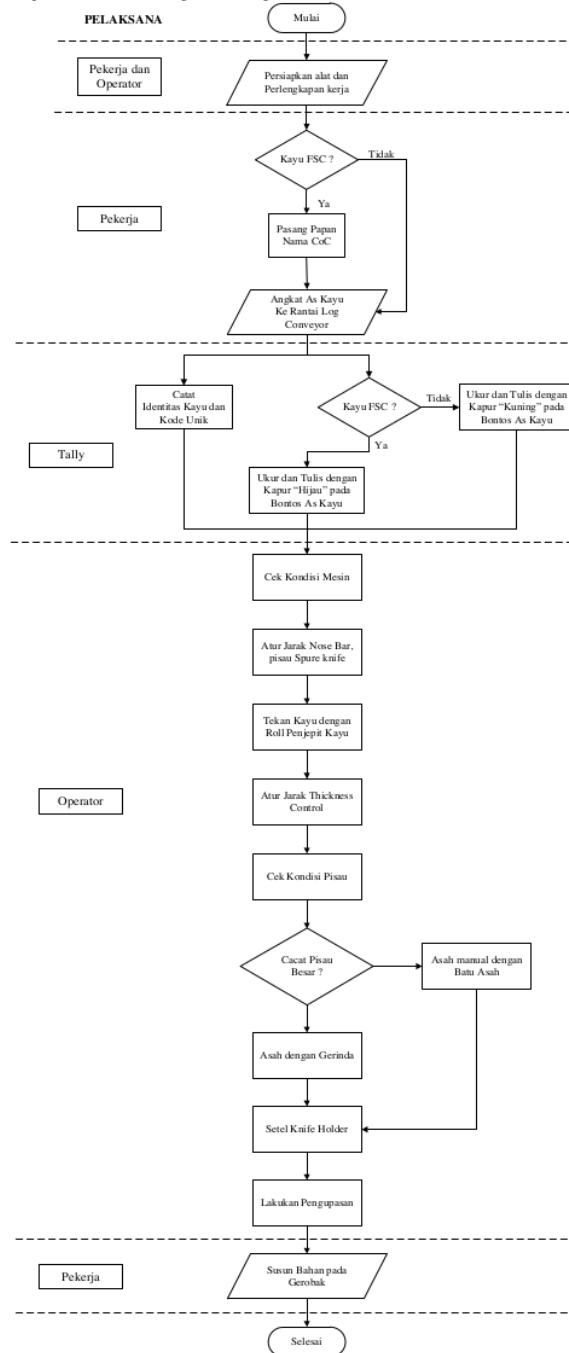 PELAKSANA
Mulai
Pekerja dan
Operator
Persiapkan alat dan
Perlengkapan kerja
Kayu FSC ?
Tidak
Ya
Pekerja
Pasang Papan
Nama CoC
Angkat As Kayu
Ke Rantai Log
Conveyor
Catat
Identitas Kayu dan
Kode Unik
Kayu FSC ?
Tidak
Ukur dan Tulis dengan
Kapur “Kuning” pada
Bontos As Kayu
Ya
Tally
Ukur dan Tulis dengan
Kapur “Hijau” pada
Bontos As Kayu
Cek Kondisi Mesin
Atur Jarak Nose Bar,
pisau Spure knife
Tekan Kayu dengan
Roll Penjepit Kayu
Operator
Atur Jarak Thickness
Control
Cek Kondisi Pisau
Cacat Pisau
Besar ?
Asah manual dengan
Batu Asah
Asah dengan Gerinda
Setel Knife Holder
Lakukan Pengupasan
Pekerja
Susun Bahan pada
Gerobak
Selesai